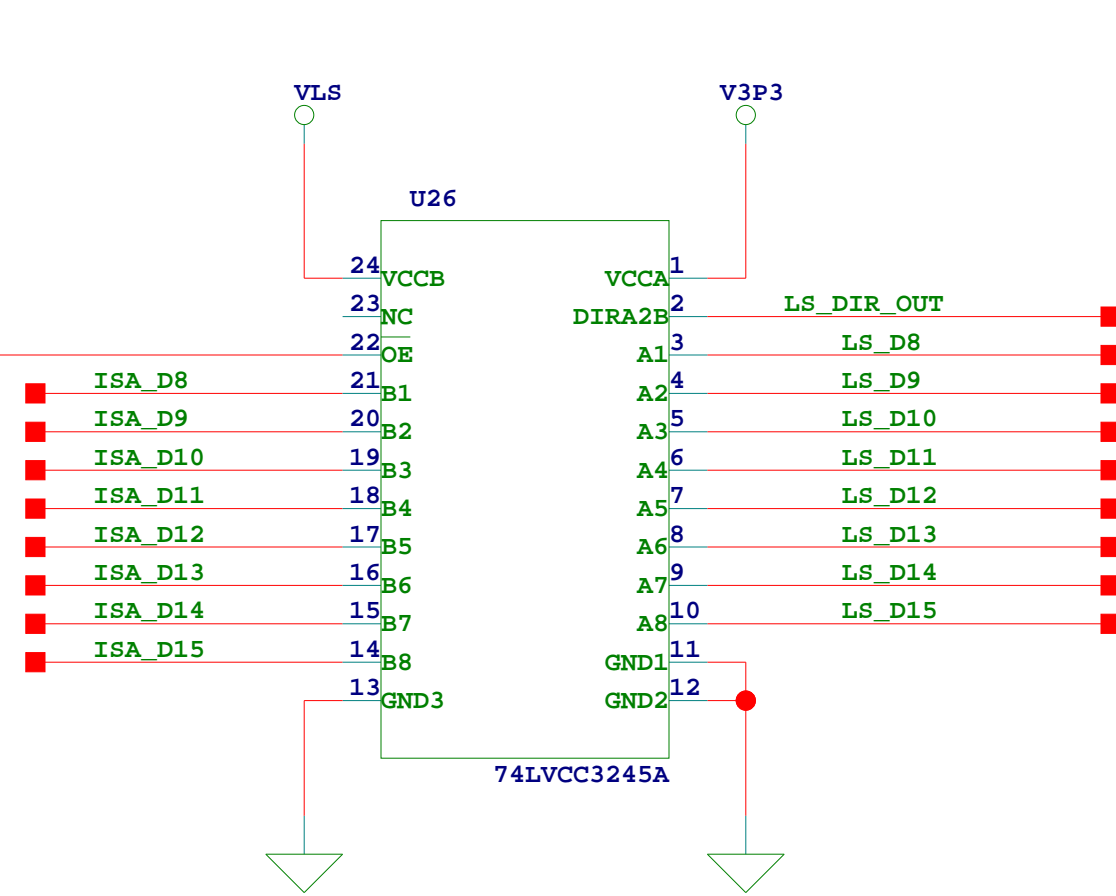 VLS
V3P3
U26
24 VCCB
VCCA 1
23 NC
DIRA2B 2 LS_DIR_OUT
22 OE
A1 3 LS_D8
ISA_D8 21 B1
A2 4 LS_D9
ISA_D9 20 B2
A3 5 LS_D10
ISA_D10 19 B3
A4 6 LS_D11
ISA_D11 18 B4
A5 7 LS_D12
ISA_D12 17 B5
A6 8 LS_D13
ISA_D13 16 B6
A7 9 LS_D14
ISA_D14 15 B7
A8 10 LS_D15
ISA_D15 14 B8
GND1 11
13 GND3
GND2 12
74LVCC3245A